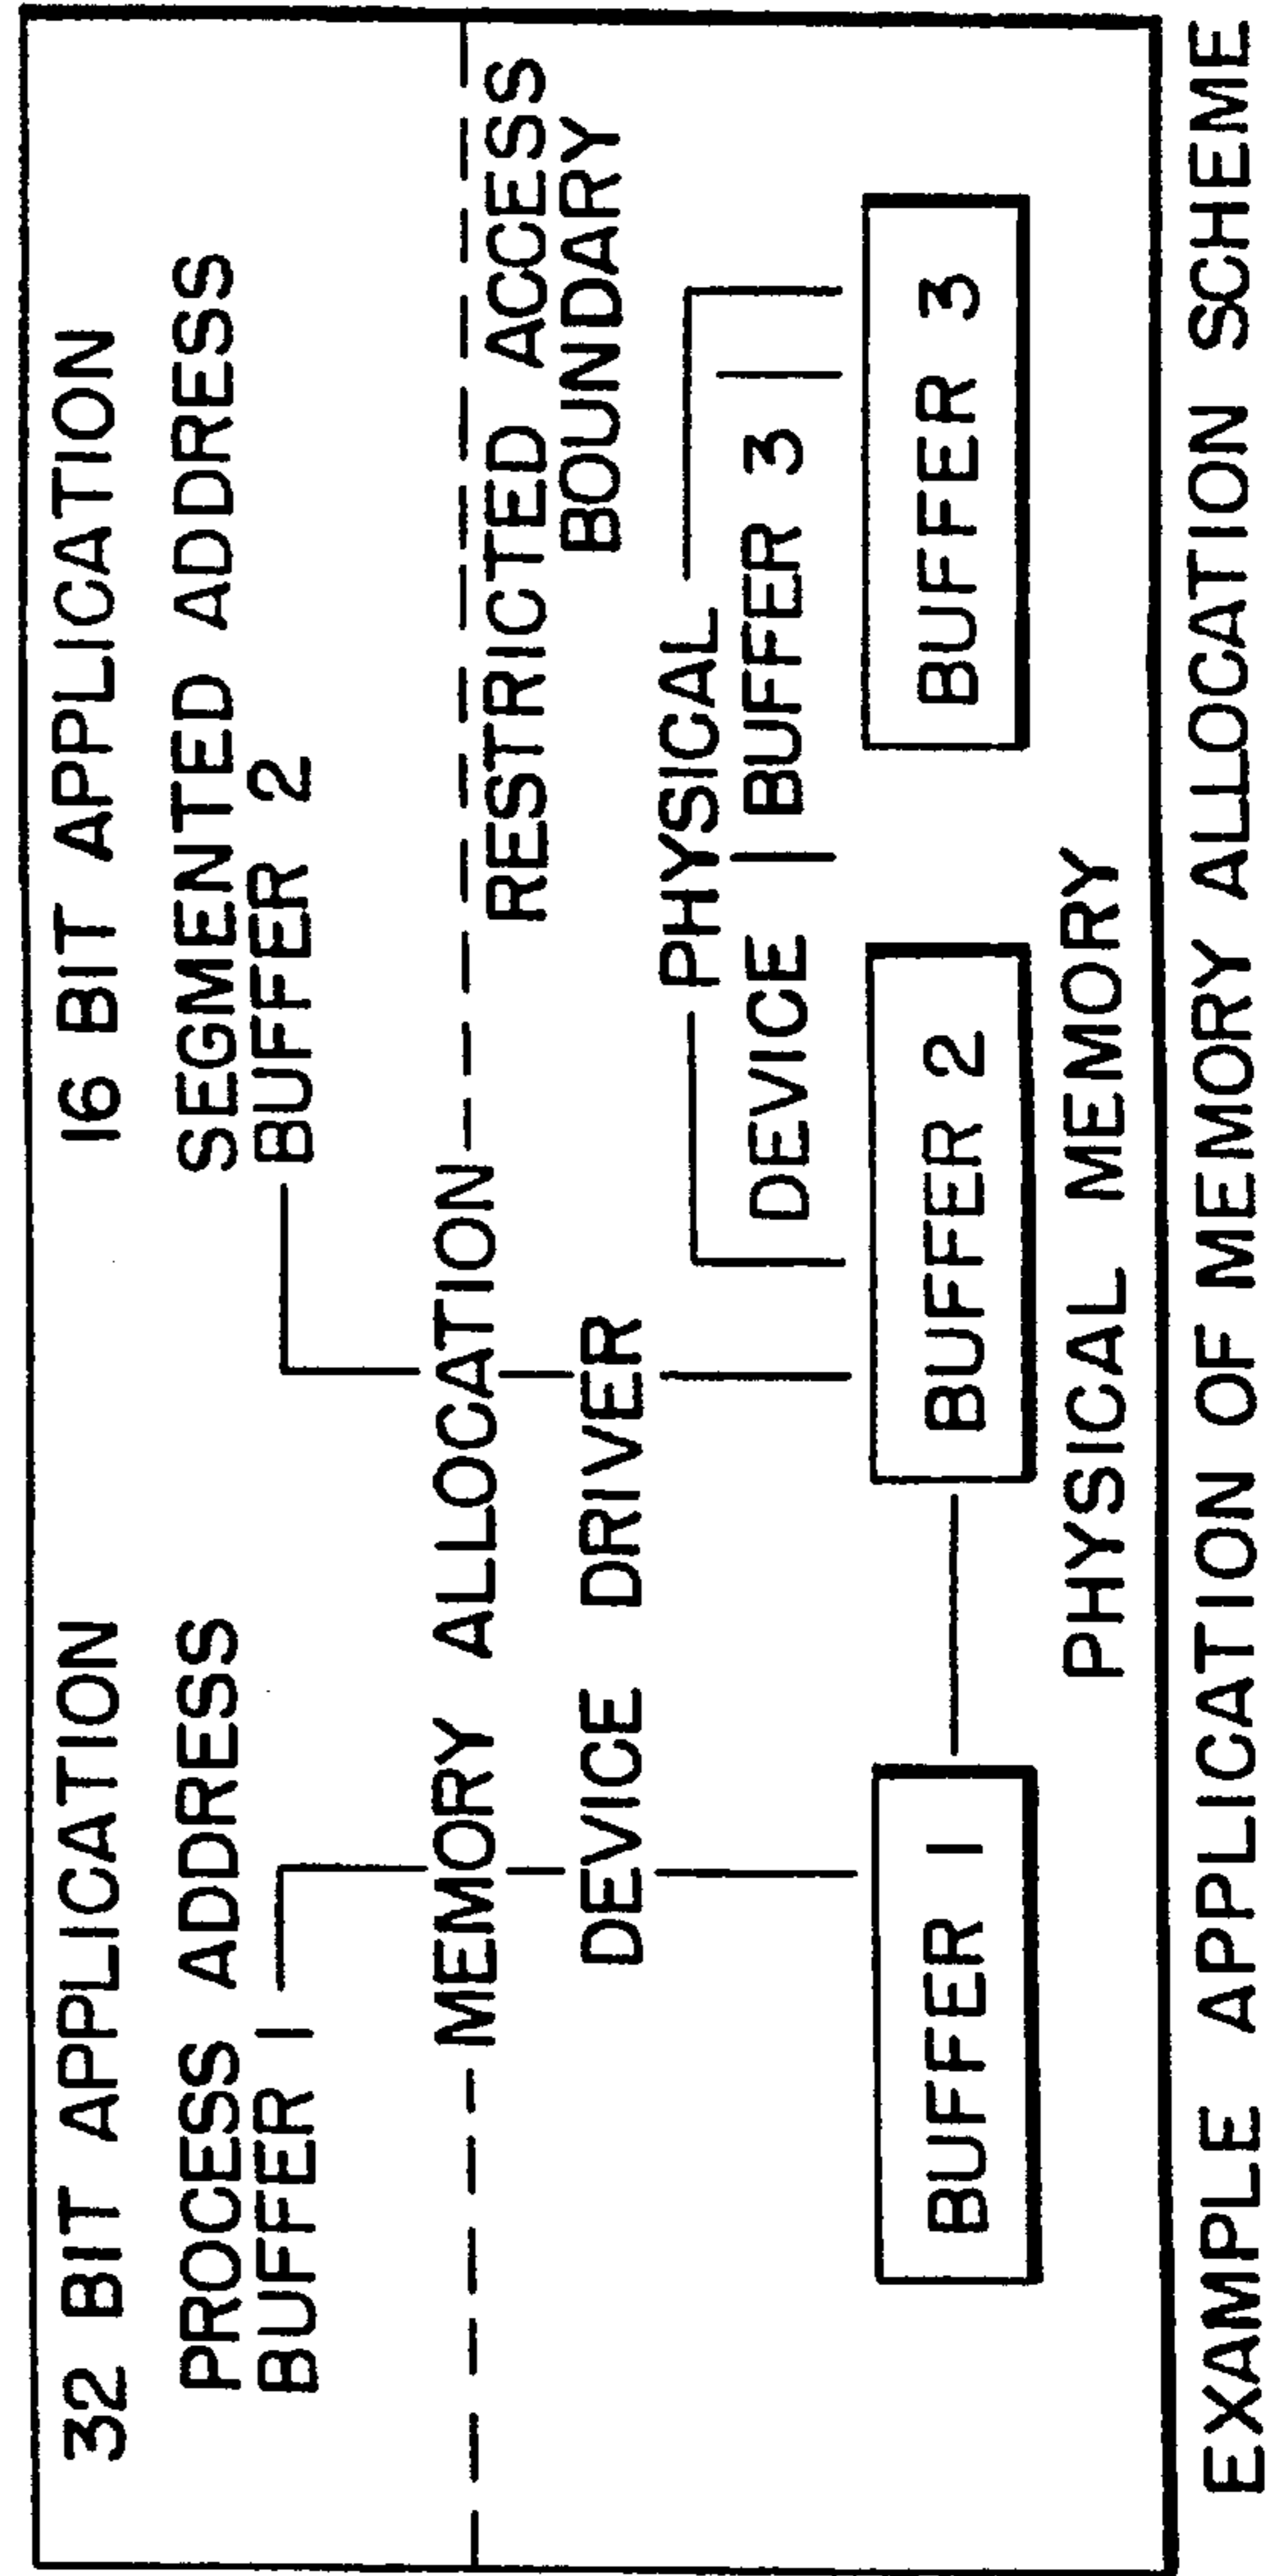 32 BIT APPLICATION
16 BIT APPLICATION
PROCESS ADDRESS
BUFFER 1
SEGMENTED ADDRESS
BUFFER 2
MEMORY ALLOCATION
RESTRICTED ACCESS
BOUNDARY
DEVICE DRIVER
PHYSICAL
DEVICE
BUFFER 3
BUFFER 1
BUFFER 2
BUFFER 3
PHYSICAL MEMORY
EXAMPLE APPLICATION OF MEMORY ALLOCATION SCHEME